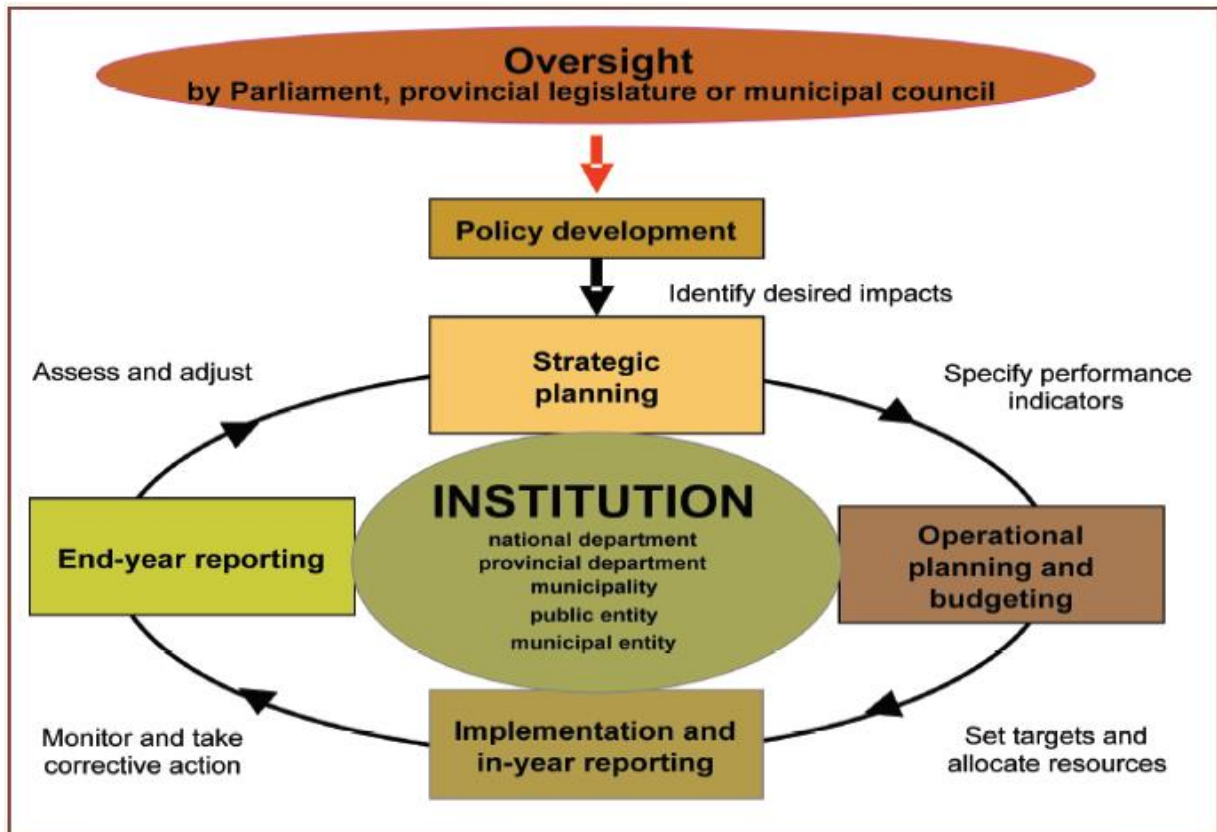 Oversight
by Parliament, provincial legislature or municipal council
Policy development
Identify desired impacts
Strategic
planning
Assess and adjust
Specify performance
indicators
INSTITUTION
national department
provincial department
municipality
public entity
municipal entity
End-year reporting
Operational
planning and
budgeting
Implementation and
in-year reporting
Monitor and take
corrective action
Set targets and
allocate resources